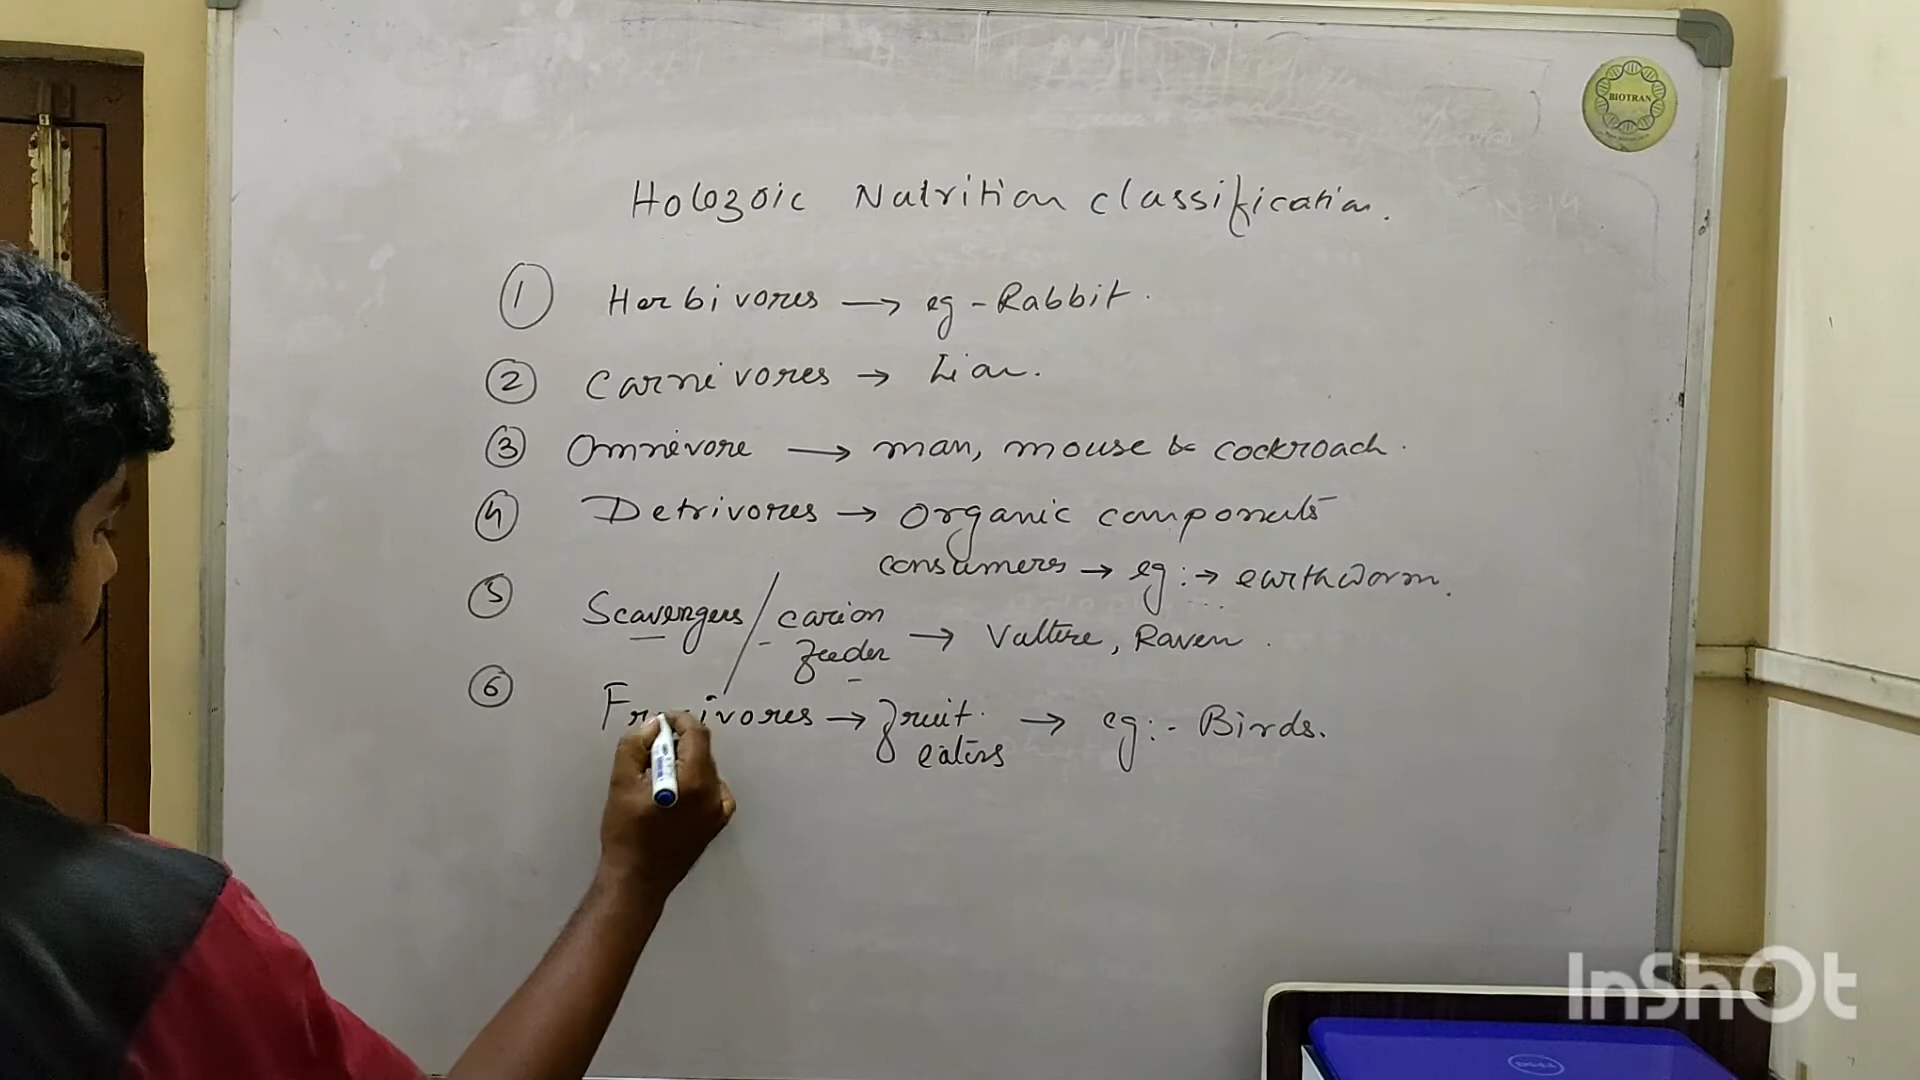 BIOTRAN
Holozoic Nutrition classification.
1 Herbivores → eg - Rabbit.
2 Carnivores → Lion.
3 Omnivore → man, mouse & cockroach.
4 Detrivores → organic components
consumers → eg :→ earthworm.
5 Scavengers / carion
feeder → Vulture, Raven.
6 → fruit → eg :- Birds.
eaters
InShOt
DELL